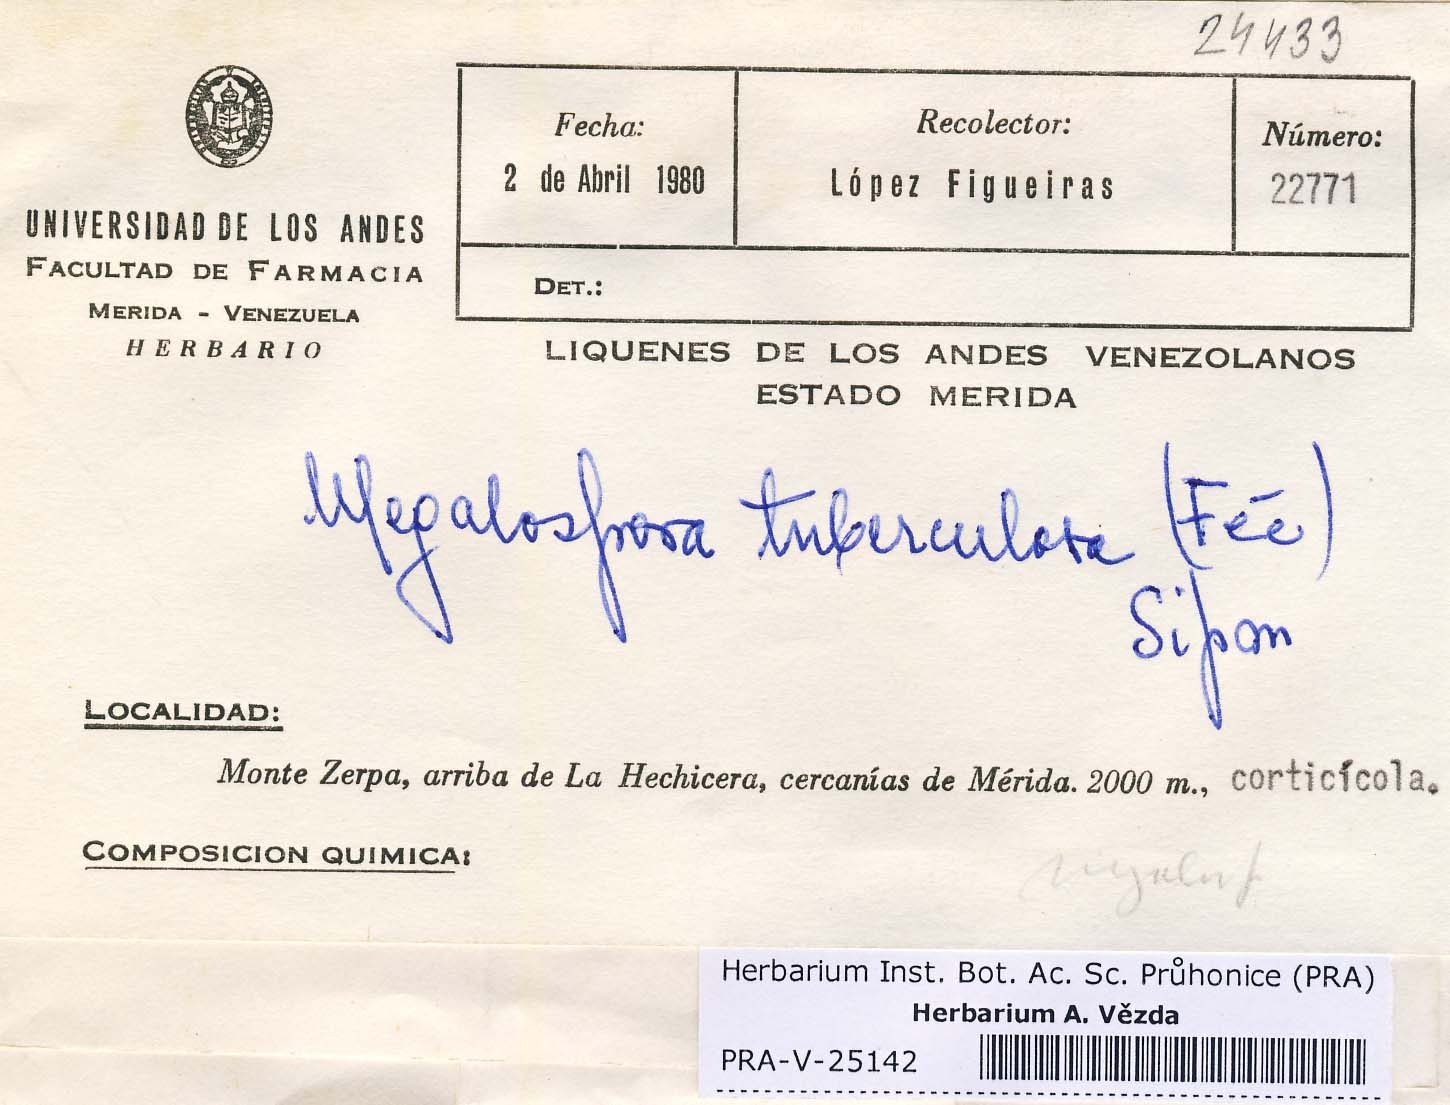 24433
Fecha:
2 de Abril 1980
Recolector:
López Figueiras
Número:
22771
DET.:
UNIVERSIDAD DE LOS ANDES
FACULTAD DE FARMACIA
MERIDA - VENEZUELA
HERBARIO
LIQUENES DE LOS ANDES VENEZOLANOS
ESTADO MERIDA
Megalospora tuberculosa (Fée)
Sipman
LOCALIDAD:
Monte Zerpa, arriba de La Hechicera, cercanías de Mérida. 2000 m., corticícola.
COMPOSICION QUIMICA:
Herbarium Inst. Bot. Ac. Sc. Průhonice (PRA)
Herbarium A. Vězda
PRA-V-25142